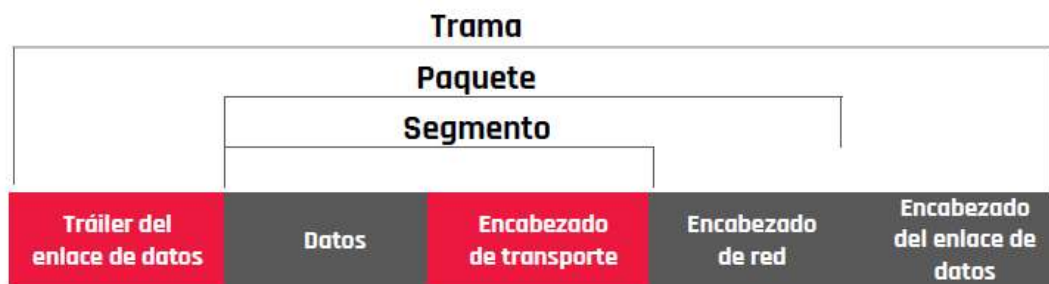 Trama
Paquete
Segmento
Tráiler del
enlace de datos
Datos
Encabezado
de transporte
Encabezado
de red
Encabezado
del enlace de
datos